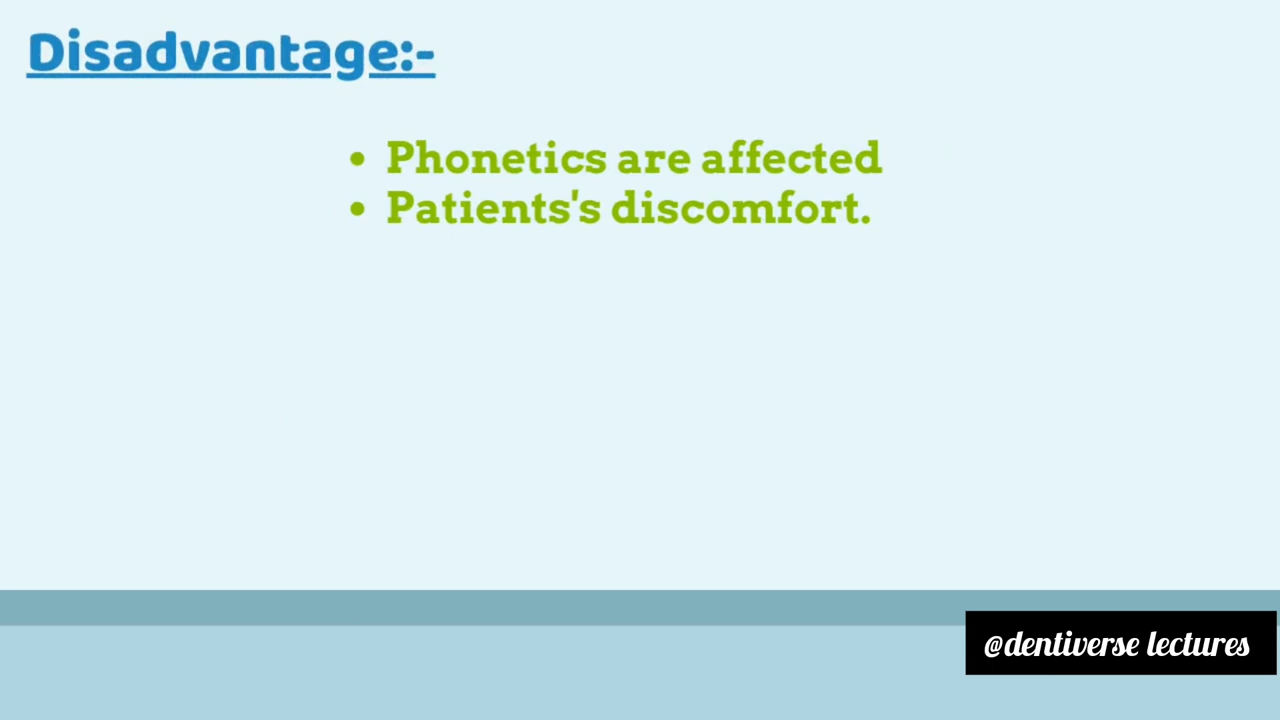 Disadvantage:-
• Phonetics are affected
• Patients's discomfort.
@dentiverse lectures